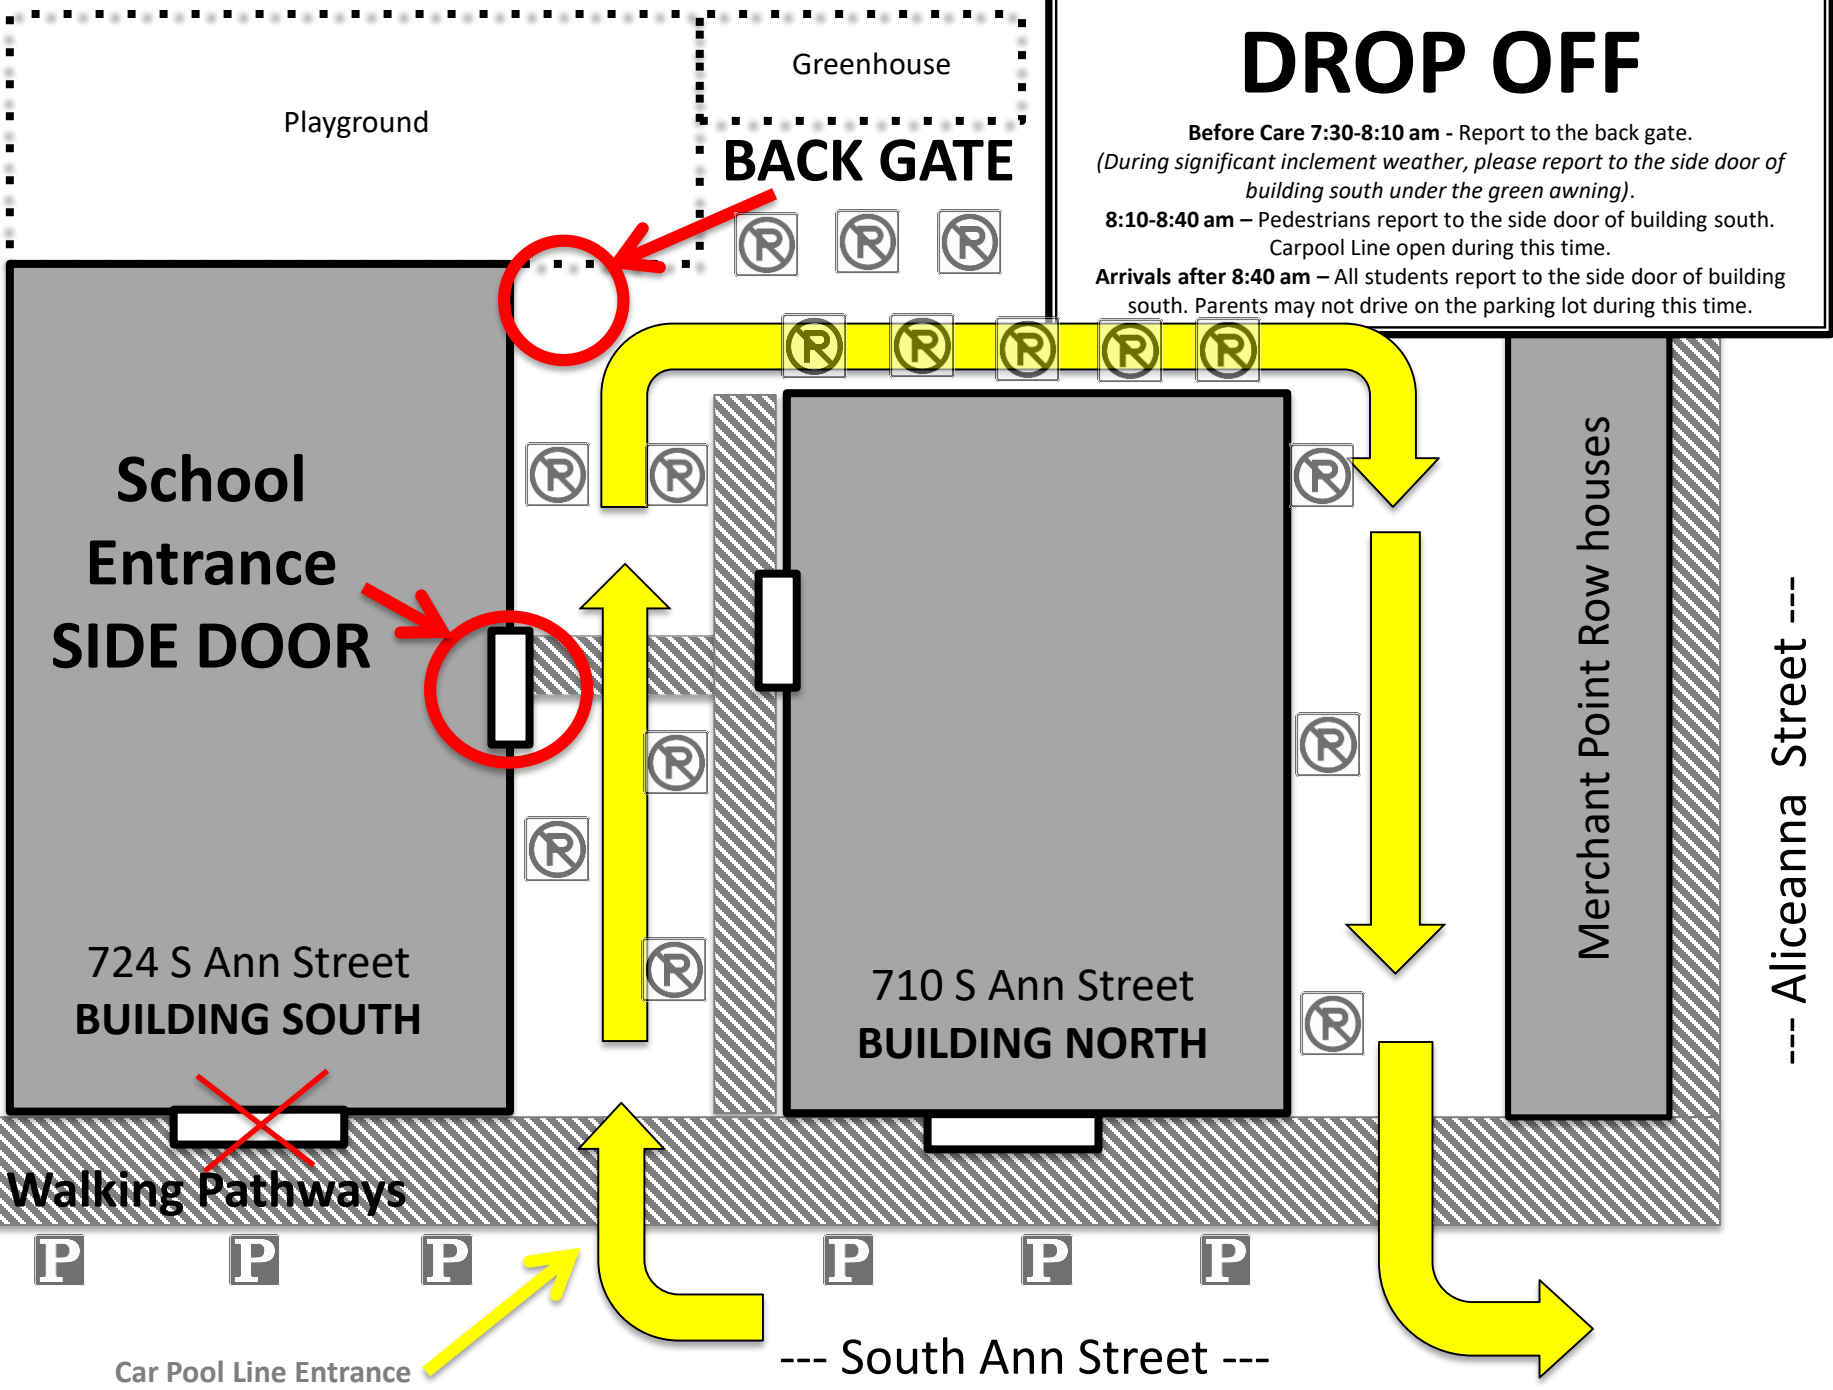 Playground
Greenhouse
BACK GATE
DROP OFF
Before Care 7:30-8:10 am - Report to the back gate.
(During significant inclement weather, please report to the side door of
building south under the green awning).
8:10-8:40 am – Pedestrians report to the side door of building south.
Carpool Line open during this time.
Arrivals after 8:40 am – All students report to the side door of building
south. Parents may not drive on the parking lot during this time.
R
R
R
R
R
R
R
R
School
Entrance
SIDE DOOR
R
R
R
R
R
R
R
R
724 S Ann Street
BUILDING SOUTH
710 S Ann Street
BUILDING NORTH
Merchant Point Row houses
--- Aliceanna Street ---
Walking Pathways
P
P
P
P
P
P
Car Pool Line Entrance
--- South Ann Street ---